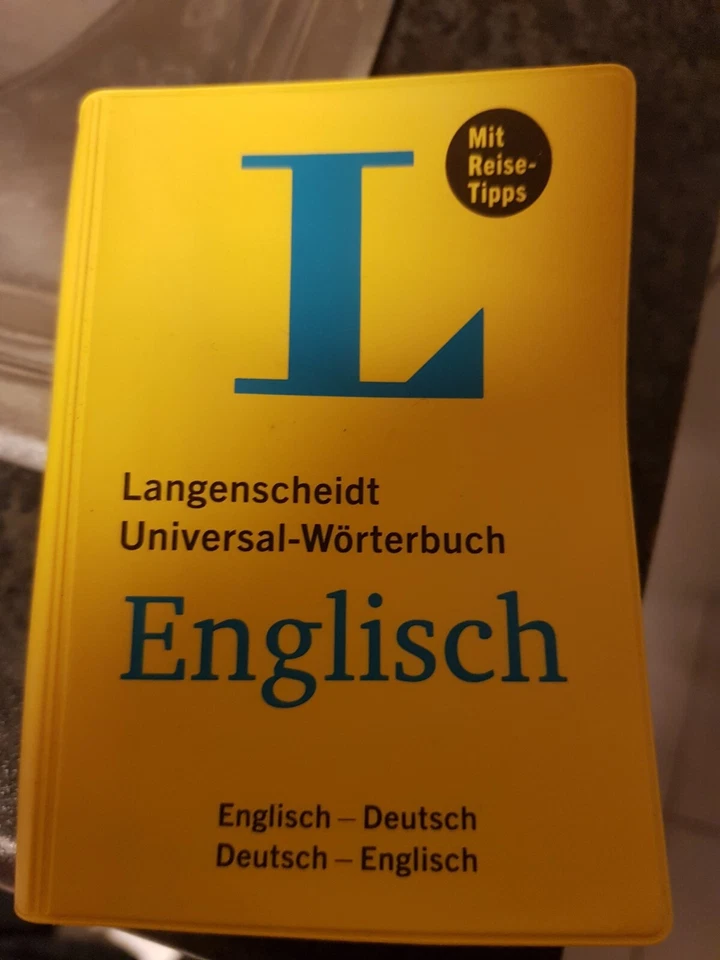 L
Mit
Reise-
Tipps
Langenscheidt
Universal-Wörterbuch
Englisch
Englisch – Deutsch
Deutsch – Englisch